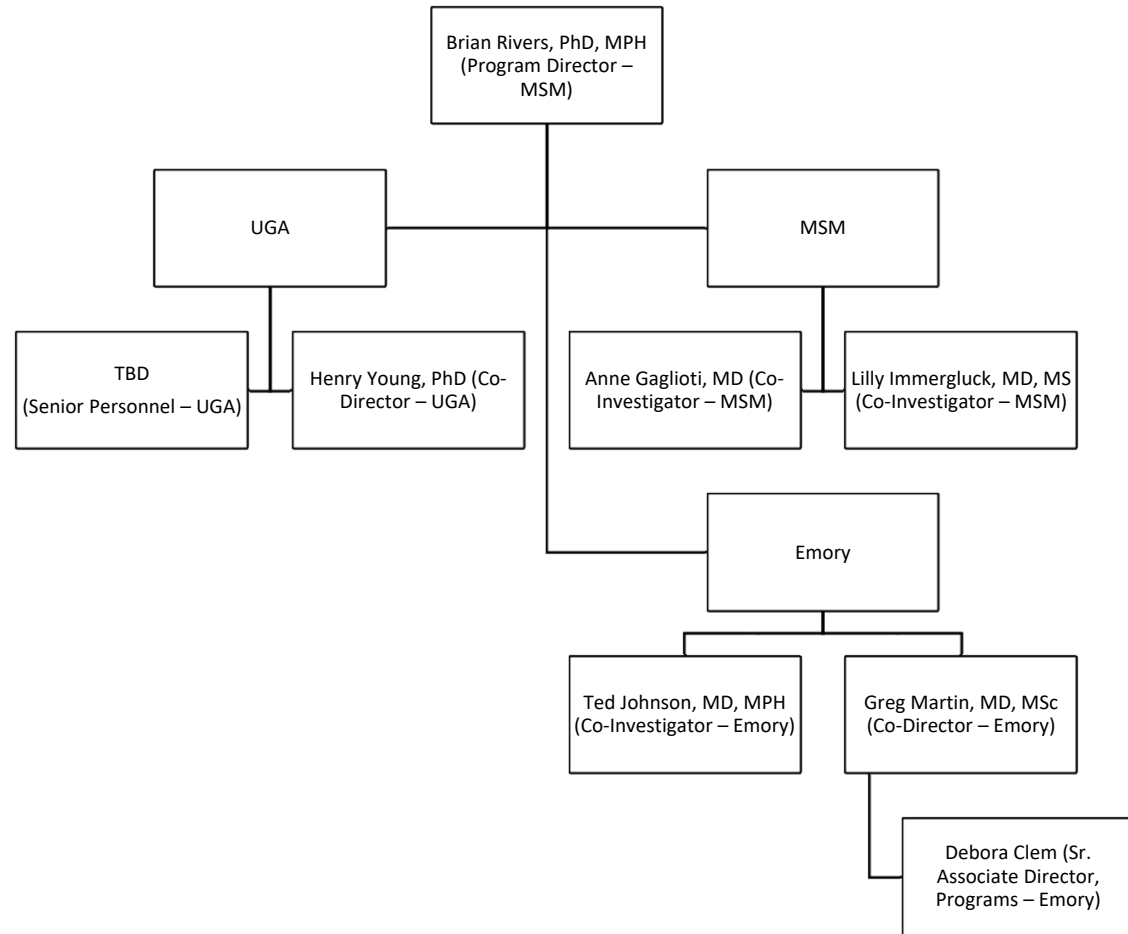 Brian Rivers, PhD, MPH
(Program Director –
MSM)
UGA
MSM
TBD
(Senior Personnel – UGA)
Henry Young, PhD (Co-
Director – UGA)
Anne Gaglioti, MD (Co-
Investigator – MSM)
Lilly Immergluck, MD, MS
(Co-Investigator – MSM)
Emory
Ted Johnson, MD, MPH
(Co-Investigator – Emory)
Greg Martin, MD, MSc
(Co-Director – Emory)
Debora Clem (Sr.
Associate Director,
Programs – Emory)